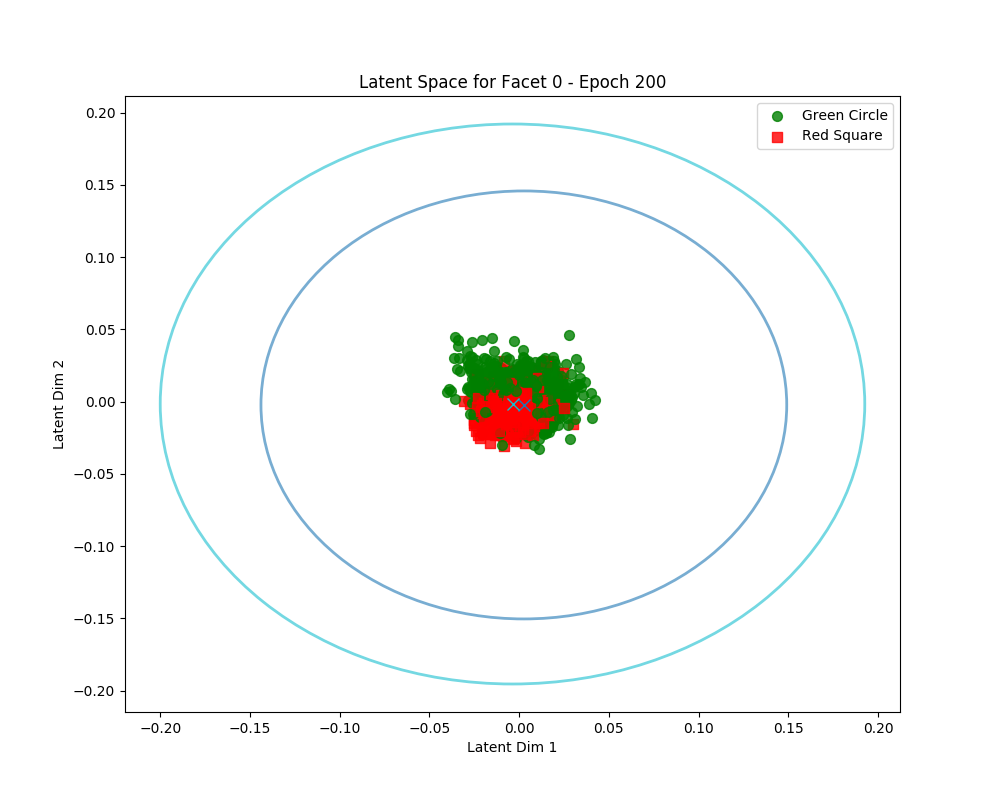 Latent Space for Facet 0 - Epoch 200
Green Circle
Red Square
0.20
0.15
0.10
0.05
0.00
−0.05
−0.10
−0.15
−0.20
Latent Dim 2
−0.20 −0.15 −0.10 −0.05 0.00 0.05 0.10 0.15 0.20
Latent Dim 1